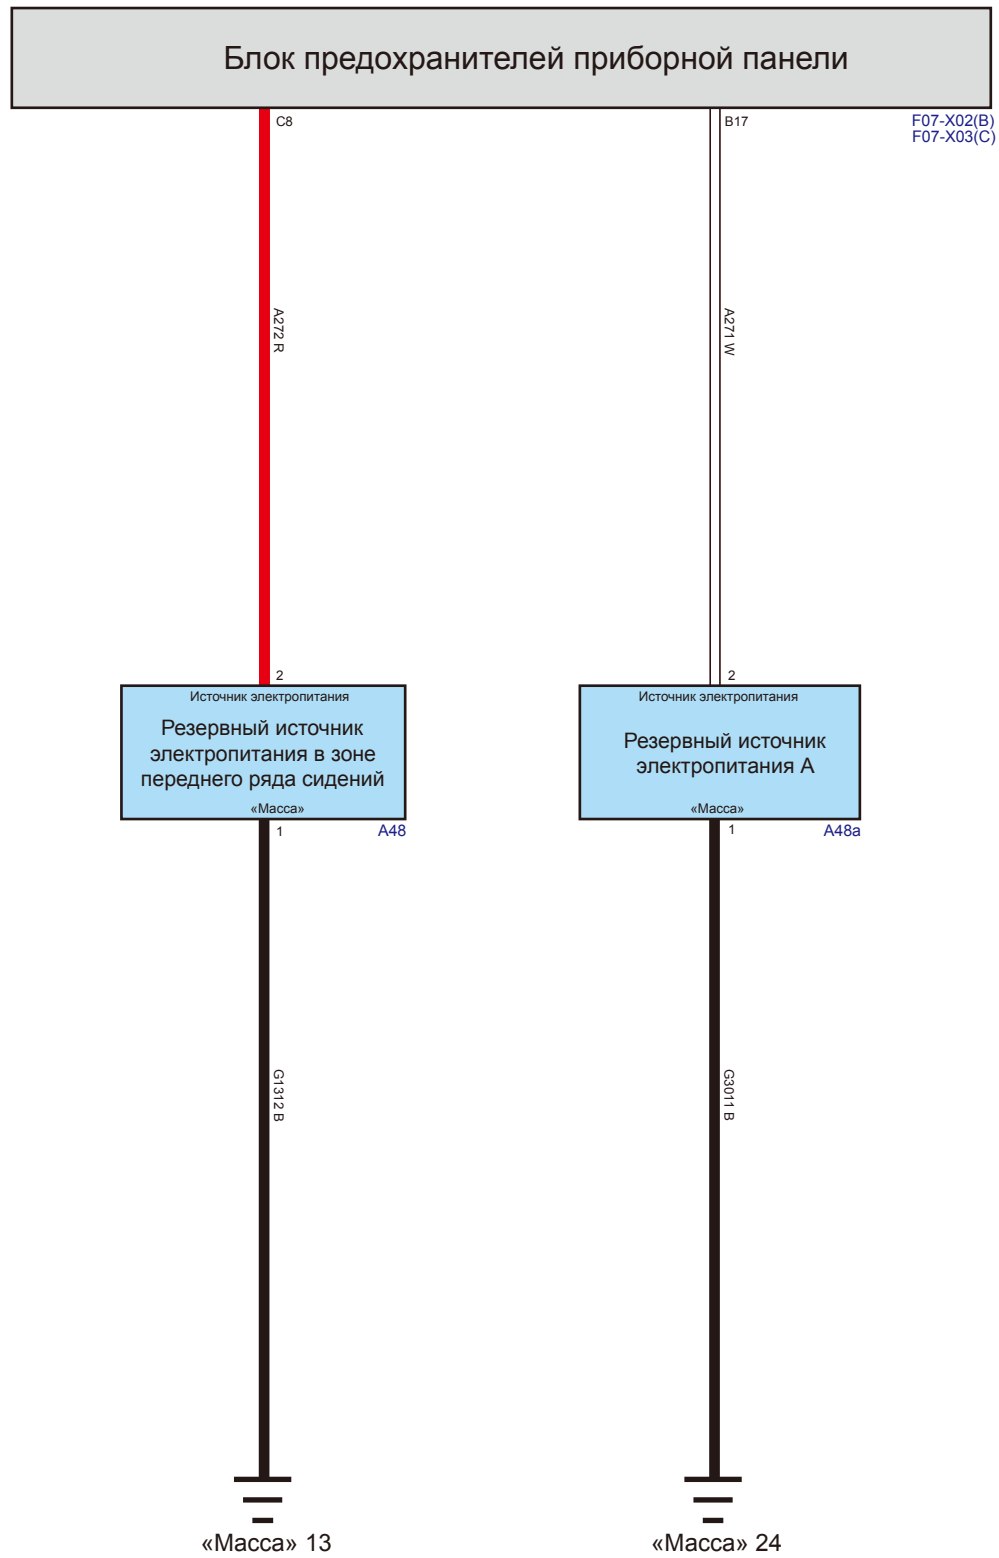 Блок предохранителей приборной панели
C8
B17
F07-X02(B)
F07-X03(C)
A272 R
A271 W
2
2
Источник электропитания
Резервный источник
электропитания в зоне
переднего ряда сидений
«Масса»
1
A48
Источник электропитания
Резервный источник
электропитания А
«Масса»
1
A48a
G1312 B
G3011 B
«Масса» 13
«Масса» 24